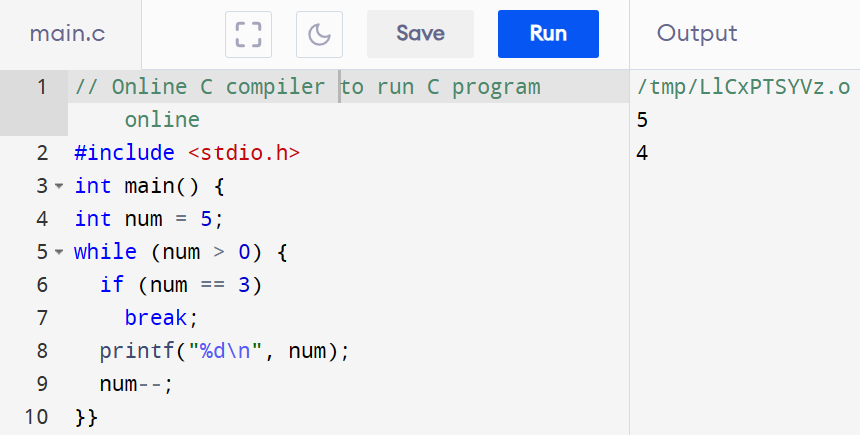 main.c Save Run Output
1 // Online C compiler to run C program
online
2 #include <stdio.h>
3 int main() {
4 int num = 5;
5 while (num > 0) {
6 if (num == 3)
7 break;
8 printf("%d\n", num);
9 num--;
10 }}
/tmp/LlCxPTSYVz.o
5
4